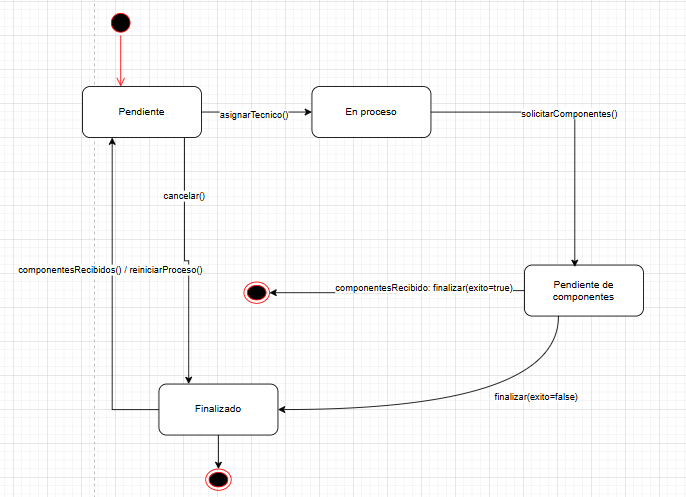 Pendiente
asignarTecnico()
En proceso
solicitarComponentes()
cancelar()
componentesRecibidos() / reiniciarProceso()
componentesRecibido: finalizar(exito=true)
Pendiente de
componentes
finalizar(exito=false)
Finalizado